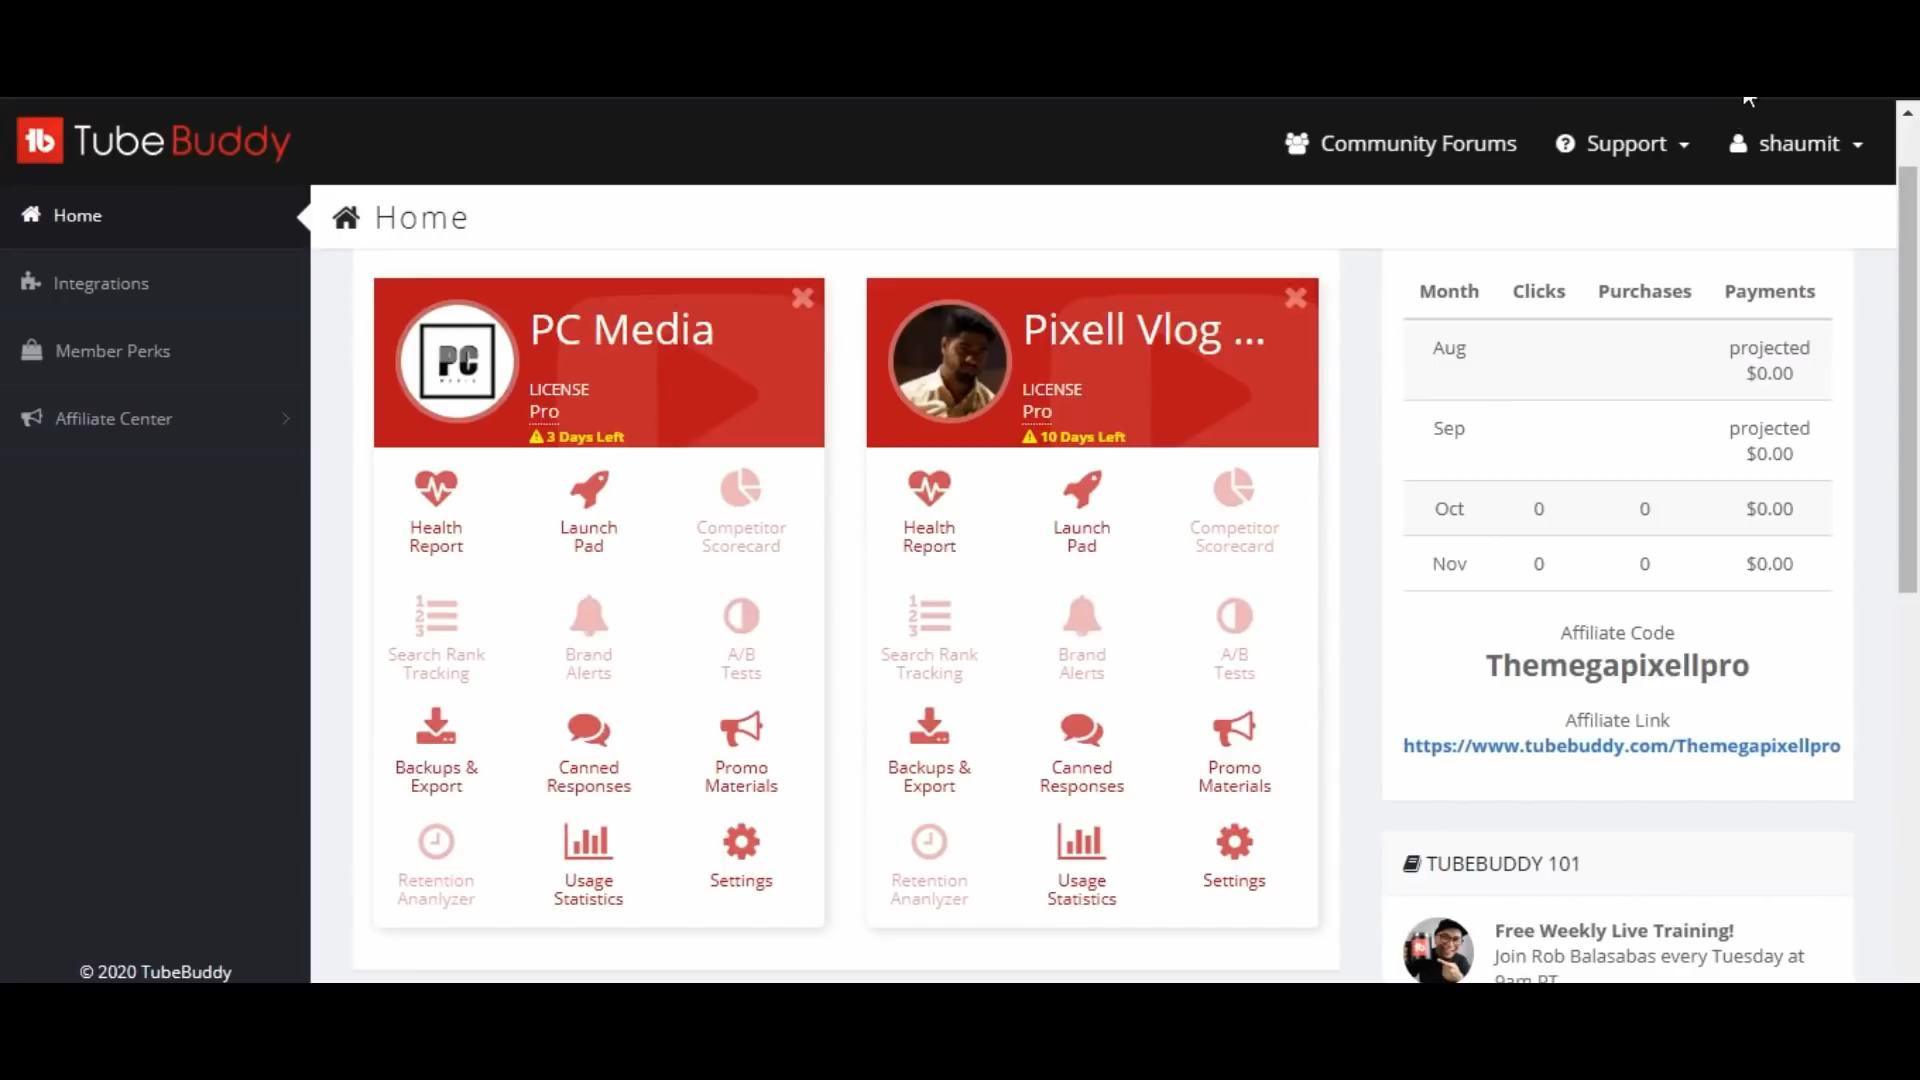 TubeBuddy
Community Forums
Support
shaumit
Home
Integrations
Member Perks
Affiliate Center
© 2020 TubeBuddy
Home
PC Media
LICENSE
Pro
3 Days Left
PC
Health
Report
Launch
Pad
Competitor
Scorecard
Search Rank
Tracking
Brand
Alerts
A/B
Tests
Backups &
Export
Canned
Responses
Promo
Materials
Retention
Ananlyzer
Usage
Statistics
Settings
Pixell Vlog ...
LICENSE
Pro
10 Days Left
Health
Report
Launch
Pad
Competitor
Scorecard
Search Rank
Tracking
Brand
Alerts
A/B
Tests
Backups &
Export
Canned
Responses
Promo
Materials
Retention
Ananlyzer
Usage
Statistics
Settings
Month Clicks Purchases Payments
Aug projected
$0.00
Sep projected
$0.00
Oct 0 0 $0.00
Nov 0 0 $0.00
Affiliate Code
Themegapixellpro
Affiliate Link
https://www.tubebuddy.com/Themegapixellpro
TUBEBUDDY 101
Free Weekly Live Training!
Join Rob Balasabas every Tuesday at
9am PT